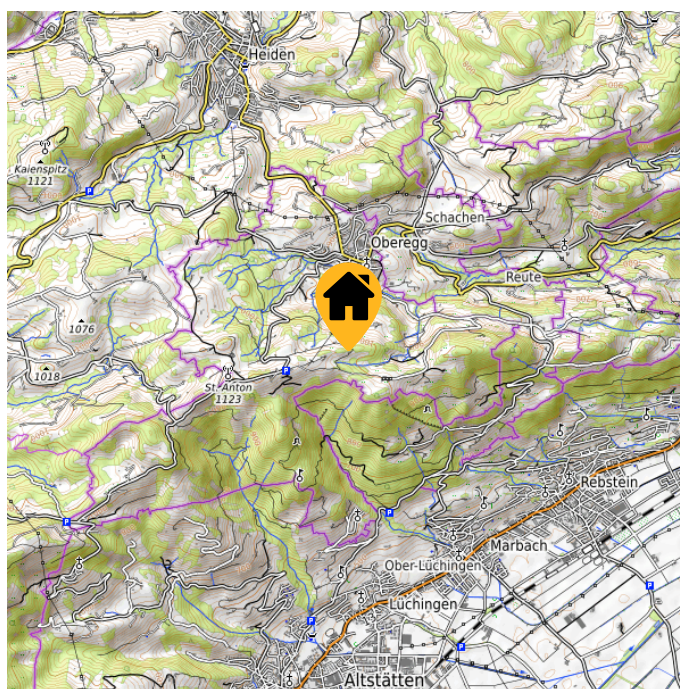 Heiden
Kaienspitz
1121
Schachen
Oberegg
Reute
1076
1018
St. Anton
1123
Rebstein
Marbach
Ober-Lüchingen
Lüchingen
Altstätten